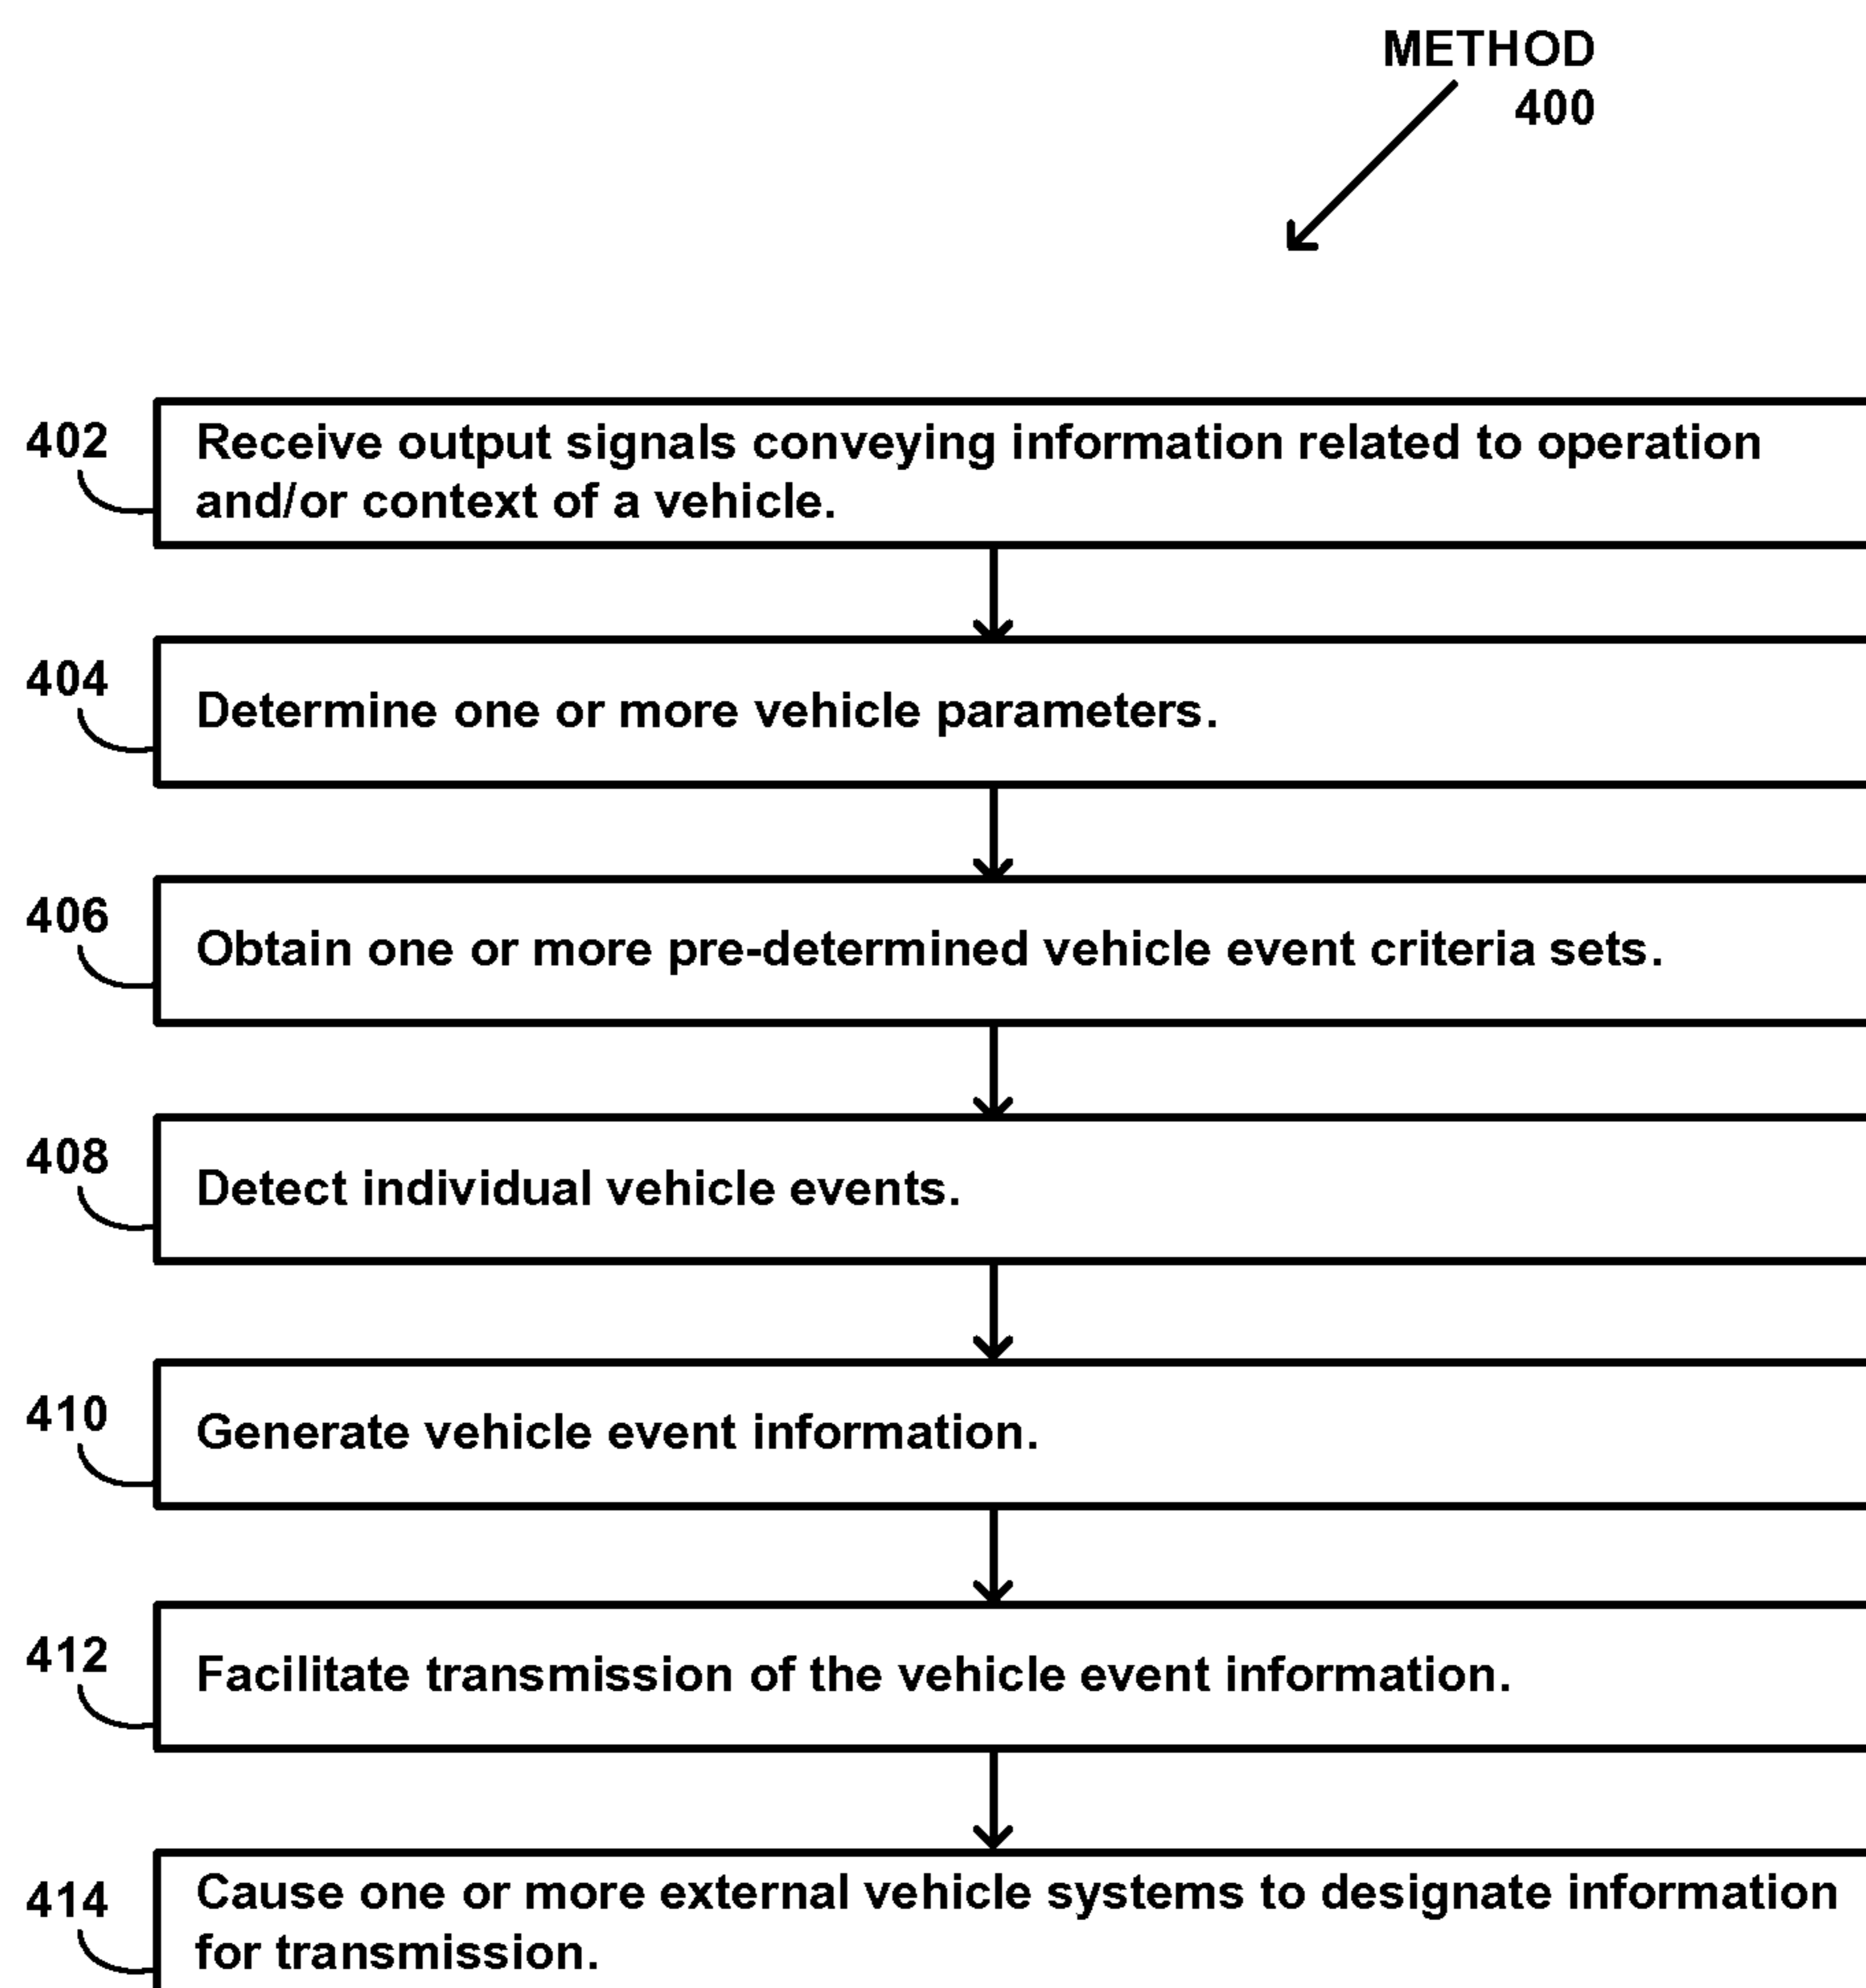 METHOD
400
402
Receive output signals conveying information related to operation
and/or context of a vehicle.
404
Determine one or more vehicle parameters.
406
Obtain one or more pre-determined vehicle event criteria sets.
408
Detect individual vehicle events.
410
Generate vehicle event information.
412
Facilitate transmission of the vehicle event information.
414
Cause one or more external vehicle systems to designate information
for transmission.